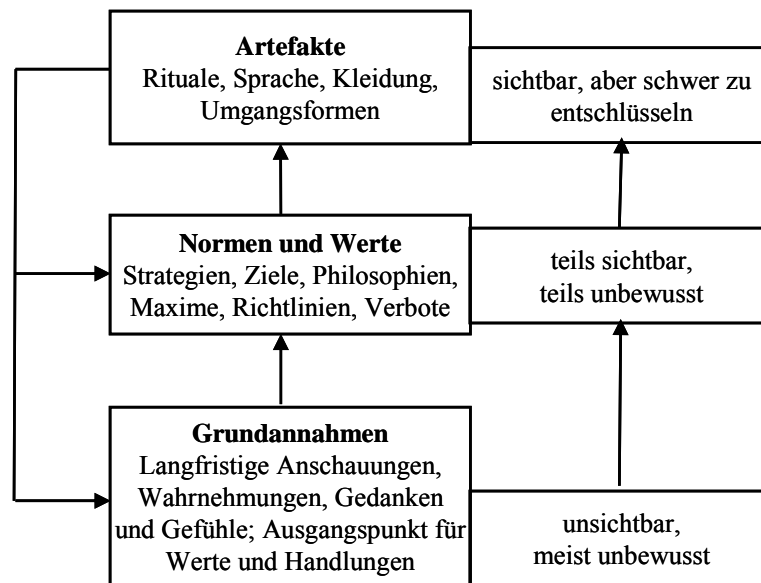 Artefakte
Rituale, Sprache, Kleidung,
Umgangsformen
sichtbar, aber schwer zu
entschlüsseln
Normen und Werte
Strategien, Ziele, Philosophien,
Maxime, Richtlinien, Verbote
teils sichtbar,
teils unbewusst
Grundannahmen
Langfristige Anschauungen,
Wahrnehmungen, Gedanken
und Gefühle; Ausgangspunkt für
Werte und Handlungen
unsichtbar,
meist unbewusst